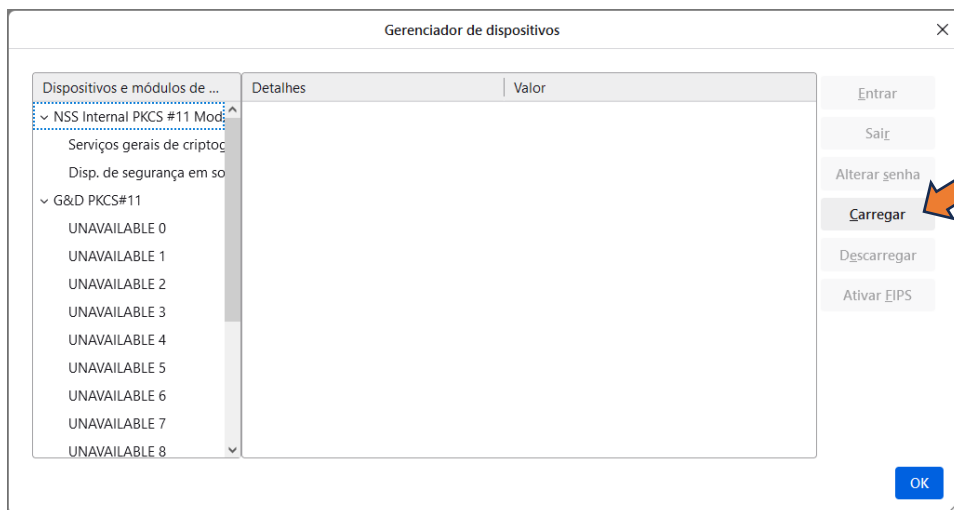 Gerenciador de dispositivos
Dispositivos e módulos de ...
Detalhes
Valor
NSS Internal PKCS #11 Mod
Serviços gerais de criptog
Disp. de segurança em so
G&D PKCS#11
UNAVAILABLE 0
UNAVAILABLE 1
UNAVAILABLE 2
UNAVAILABLE 3
UNAVAILABLE 4
UNAVAILABLE 5
UNAVAILABLE 6
UNAVAILABLE 7
UNAVAILABLE 8
Entrar
Sair
Alterar senha
Carregar
Descarregar
Ativar FIPS
OK